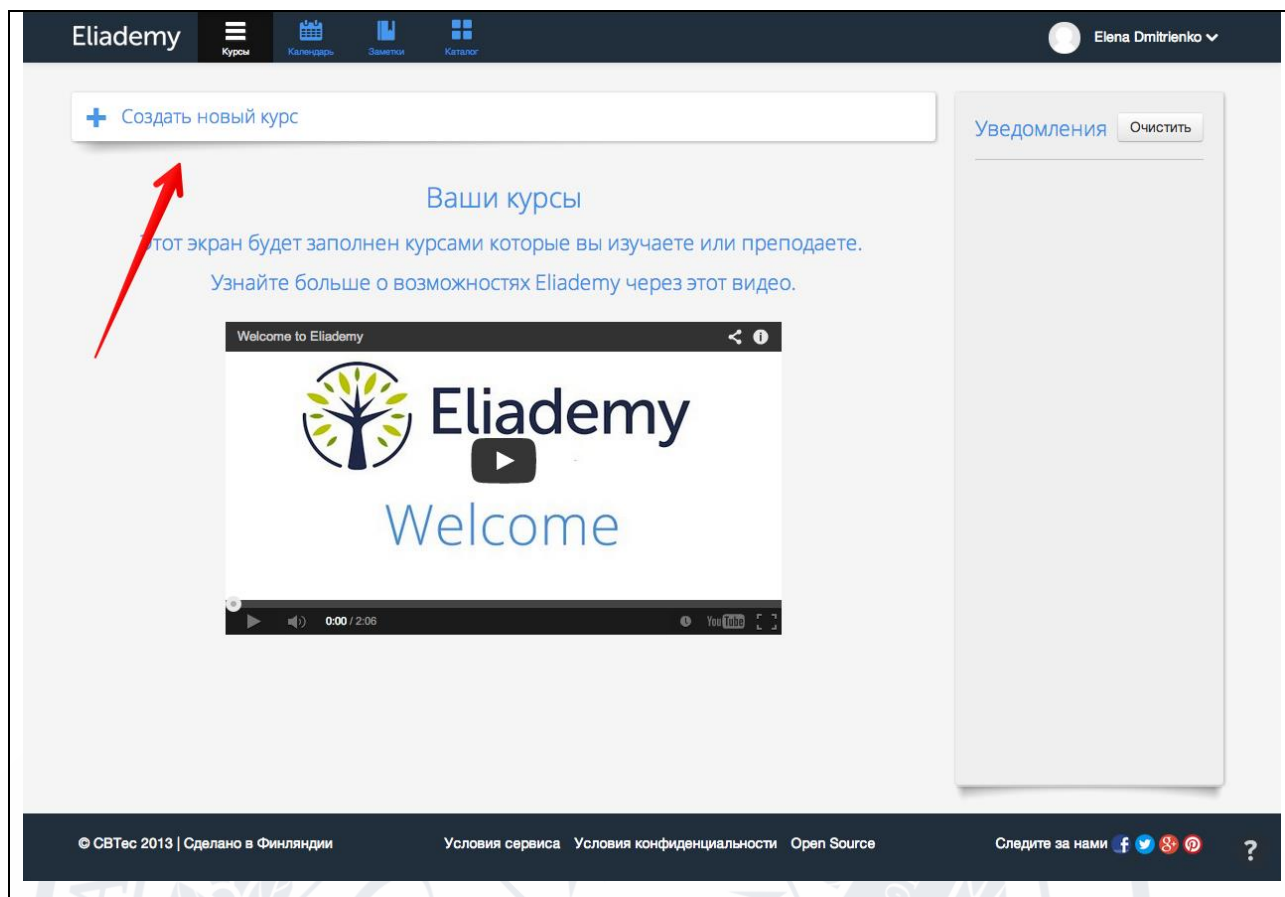 Eliademy
Курсы
Календарь
Заметки
Каталог
Elena Dmitrienko
Создать новый курс
Уведомления
Очистить
Ваши курсы
Этот экран будет заполнен курсами которые вы изучаете или преподаете.
Узнайте больше о возможностях Eliademy через этот видео.
Welcome to Eliademy
Eliademy
Welcome
0:00 / 2:06
YouTube
© CBTec 2013 | Сделано в Финляндии
Условия сервиса Условия конфиденциальности Open Source
Следите за нами
?